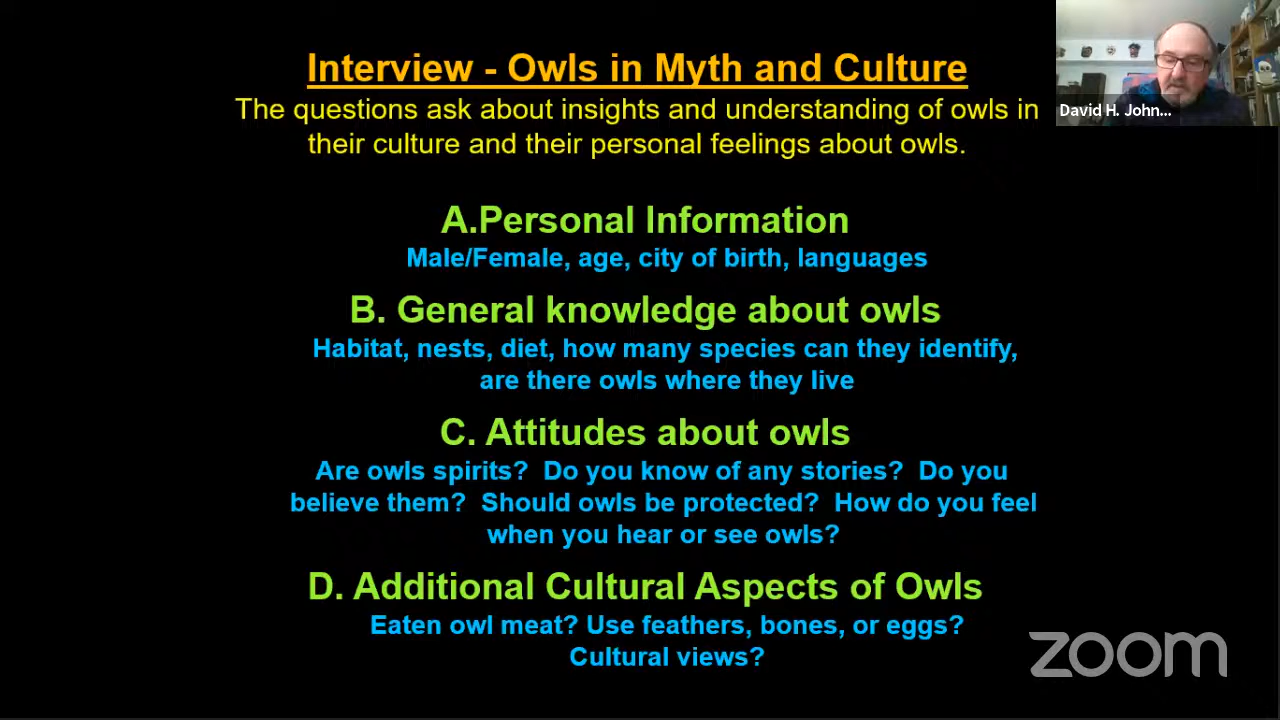 Interview - Owls in Myth and Culture
The questions ask about insights and understanding of owls in
their culture and their personal feelings about owls.
David H. John...
A.Personal Information
Male/Female, age, city of birth, languages
B. General knowledge about owls
Habitat, nests, diet, how many species can they identify,
are there owls where they live
C. Attitudes about owls
Are owls spirits? Do you know of any stories? Do you
believe them? Should owls be protected? How do you feel
when you hear or see owls?
D. Additional Cultural Aspects of Owls
Eaten owl meat? Use feathers, bones, or eggs?
Cultural views?
zoom